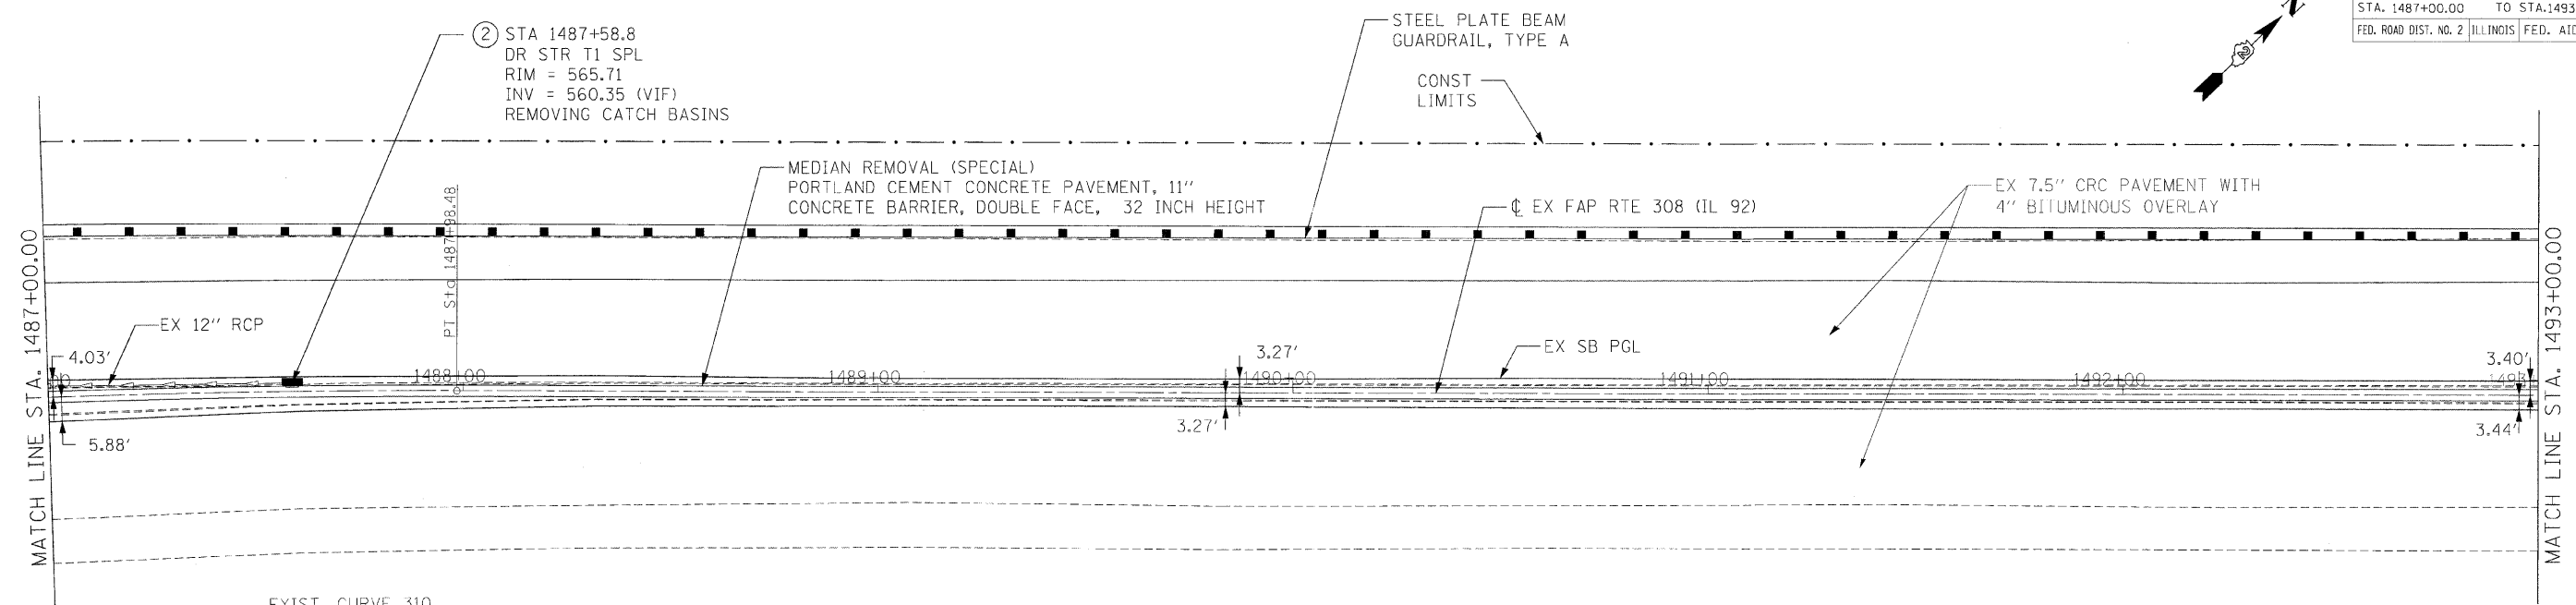 STA. 1487+00.00 TO STA.1493
FED. ROAD DIST. NO. 2 ILLINOIS FED. AID
2 STA 1487+58.8
DR STR T1 SPL
RIM = 565.71
INV = 560.35 (VIF)
REMOVING CATCH BASINS
STEEL PLATE BEAM
GUARDRAIL, TYPE A
CONST
LIMITS
MEDIAN REMOVAL (SPECIAL)
PORTLAND CEMENT CONCRETE PAVEMENT, 11"
CONCRETE BARRIER, DOUBLE FACE, 32 INCH HEIGHT
℄ EX FAP RTE 308 (IL 92)
EX 7.5" CRC PAVEMENT WITH
4" BITUMINOUS OVERLAY
MATCH LINE STA. 1487+00.00
PT Sta 1487+98.48
MATCH LINE STA. 1493+00.00
EX 12" RCP
EX SB PGL
4.03'
3.27'
3.40'
1488+00
1489+00
1490+00
1491+00
1492+00
5.88'
3.27'
3.44'
EXIST. CURVE 310